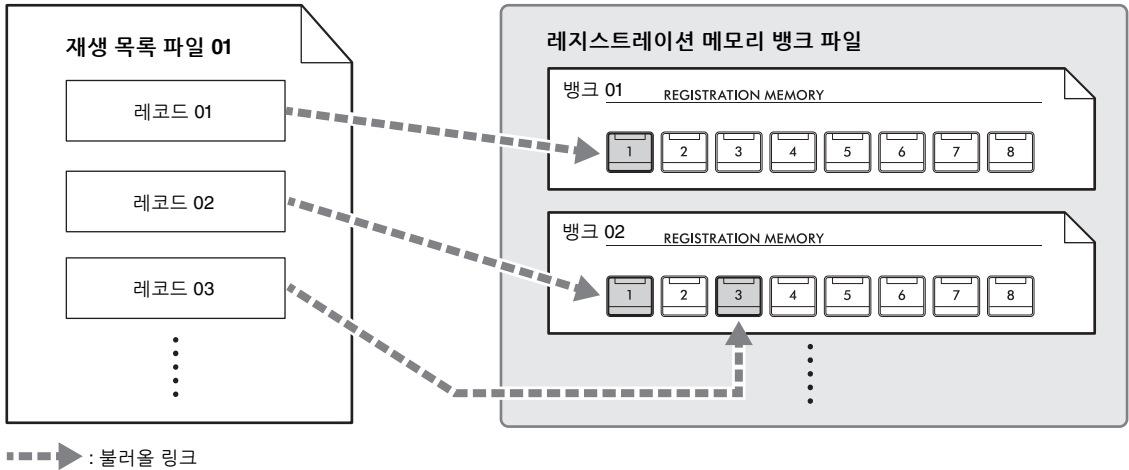 재생 목록 파일 01
레코드 01
레코드 02
레코드 03
레지스트레이션 메모리 뱅크 파일
뱅크 01 REGISTRATION MEMORY
1 2 3 4 5 6 7 8
뱅크 02 REGISTRATION MEMORY
1 2 3 4 5 6 7 8
: 불러올 링크